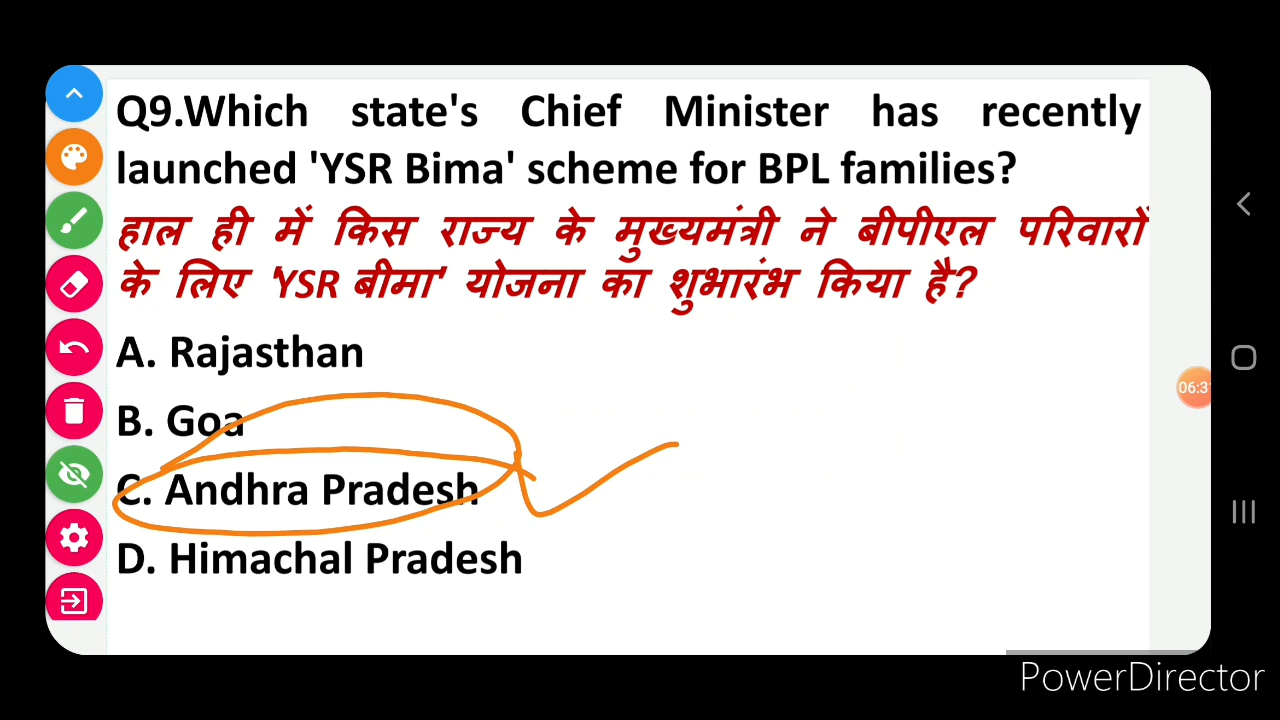 Q9.Which state's Chief Minister has recently
launched 'YSR Bima' scheme for BPL families?
हाल ही में किस राज्य के मुख्यमंत्री ने बीपीएल परिवारों
के लिए 'YSR बीमा' योजना का शुभारंभ किया है?
A. Rajasthan
B. Goa
C. Andhra Pradesh
D. Himachal Pradesh
PowerDirector